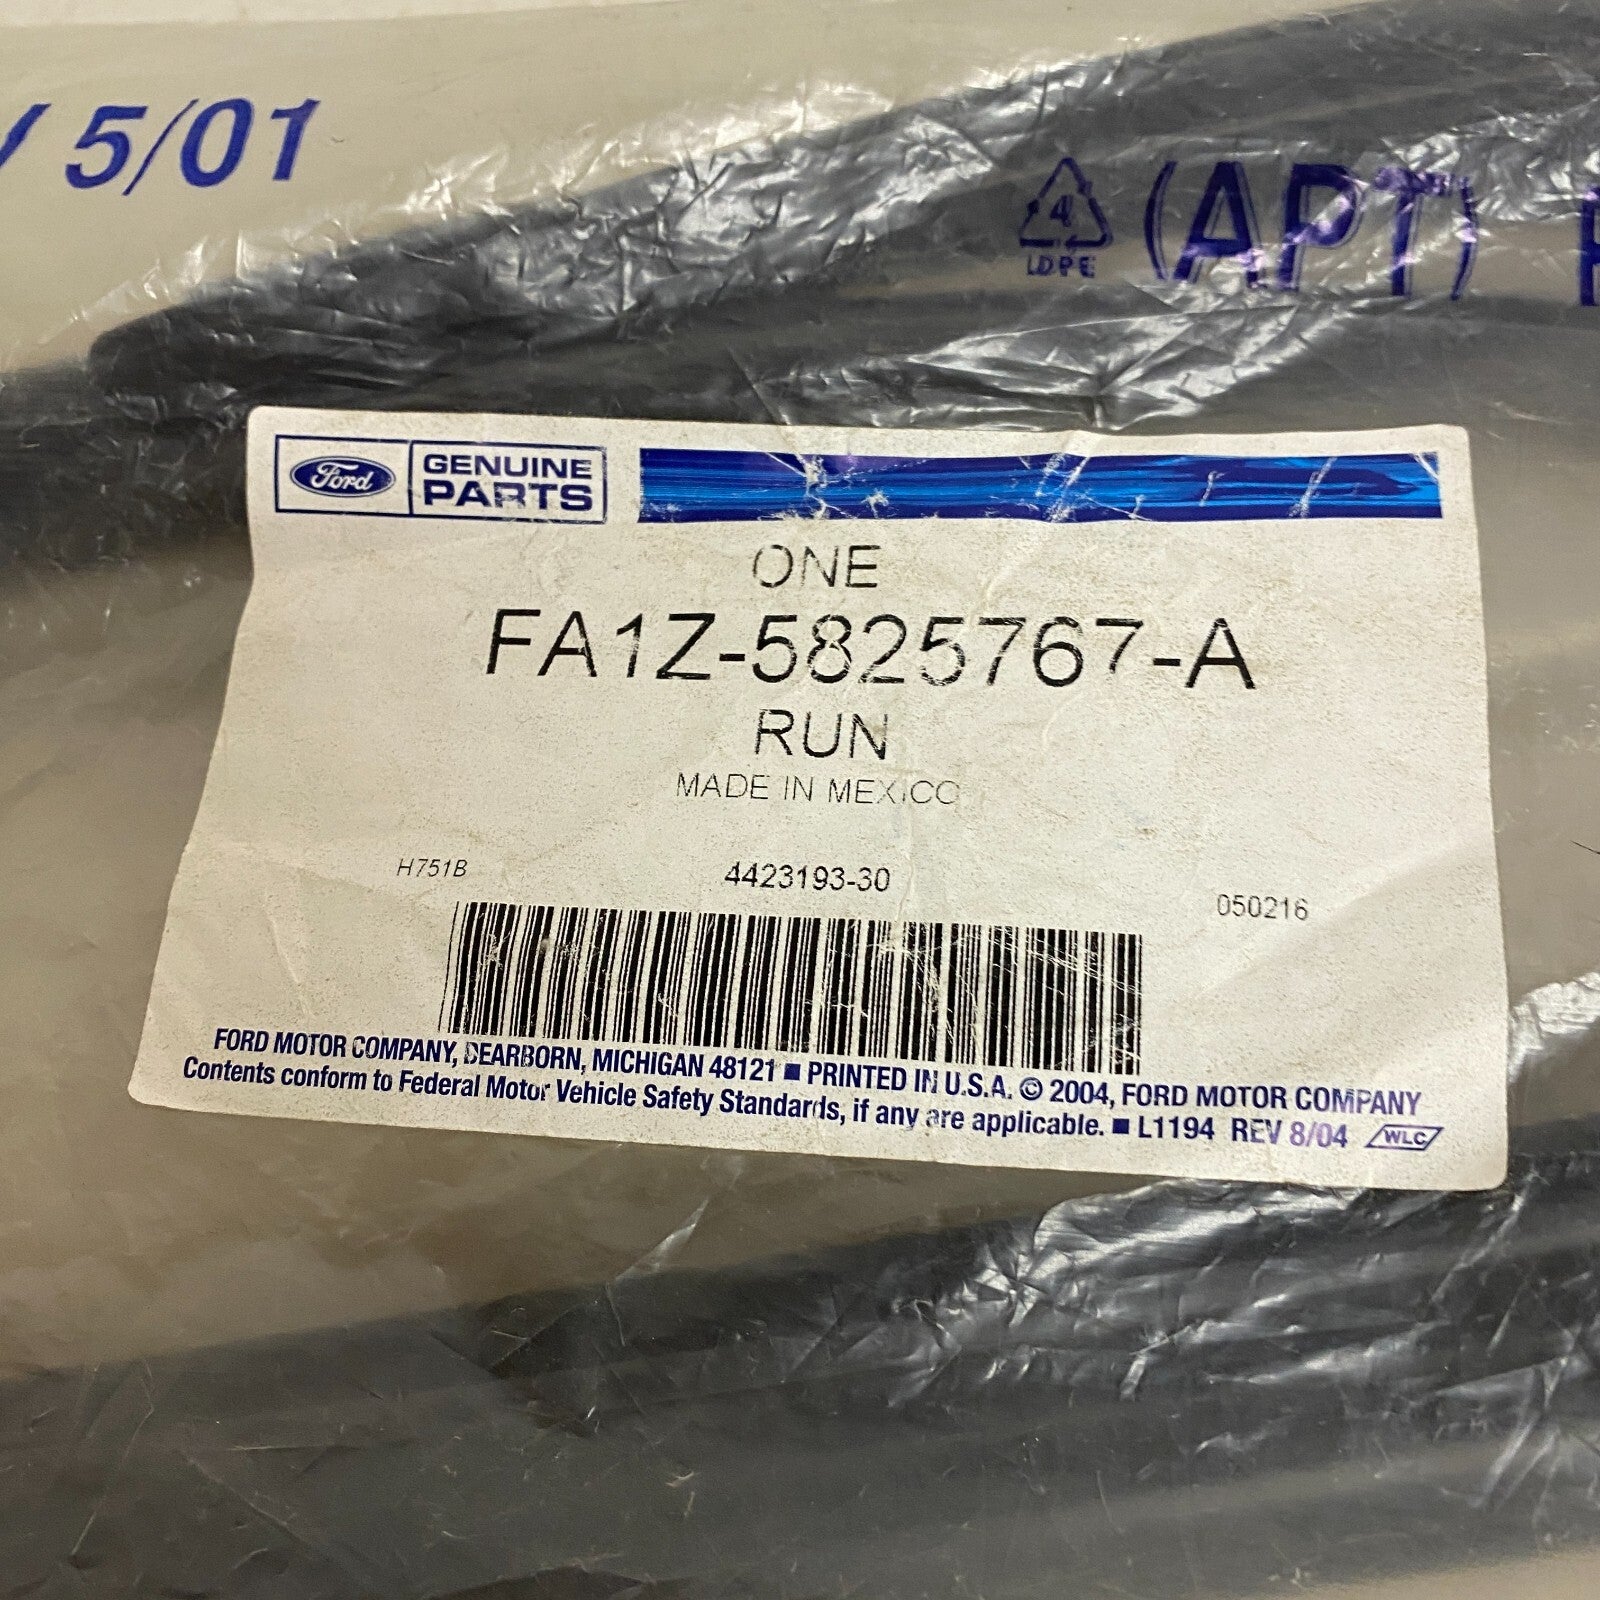 5/01
4
LDPE
(APT)
Ford
GENUINE
PARTS
ONE
FA1Z-5825767-A
RUN
MADE IN MEXICO
H751B
4423193-30
050216
FORD MOTOR COMPANY, DEARBORN, MICHIGAN 48121 ■ PRINTED IN U.S.A. © 2004, FORD MOTOR COMPANY
Contents conform to Federal Motor Vehicle Safety Standards, if any are applicable. ■ L1194 REV 8/04 WLC